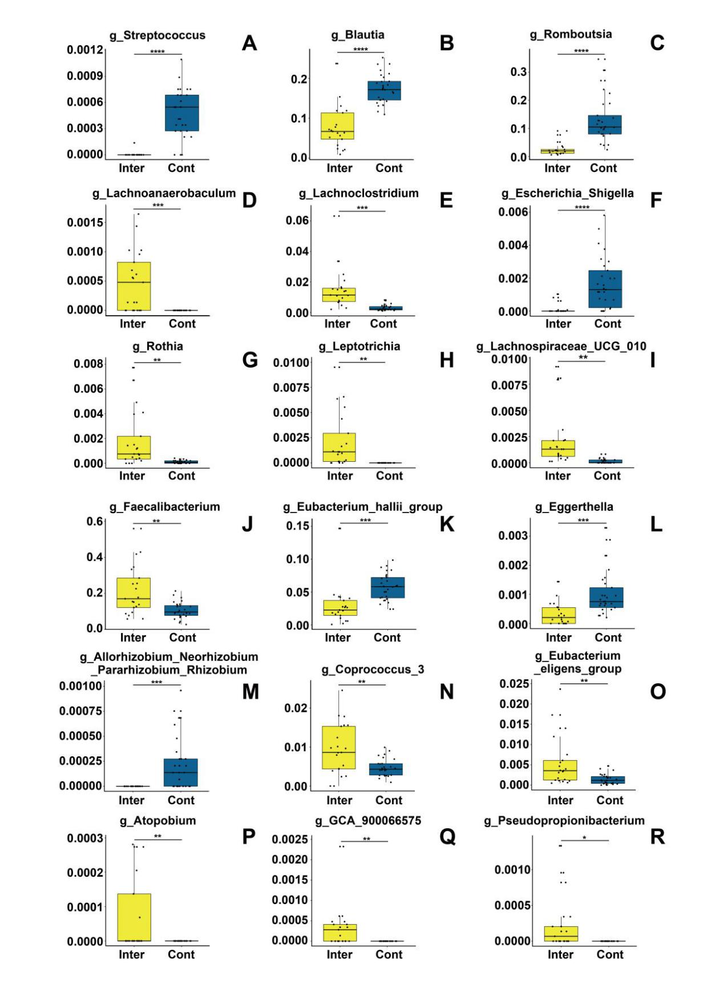 g_Streptococcus A
0.0012
0.0009
0.0006
0.0003
0.0000
****
Inter Cont
g_Blautia B
0.2
0.1
0.0
****
Inter Cont
g_Romboutsia C
0.3
0.2
0.1
0.0
****
Inter Cont
g_Lachnoanaerobaculum D
0.0015
0.0010
0.0005
0.0000
***
Inter Cont
g_Lachnoclostridium E
0.06
0.04
0.02
0.00
***
Inter Cont
g_Escherichia_Shigella F
0.006
0.004
0.002
0.000
****
Inter Cont
g_Rothia G
0.008
0.006
0.004
0.002
0.000
**
Inter Cont
g_Leptotrichia H
0.0100
0.0075
0.0050
0.0025
0.0000
**
Inter Cont
g_Lachnospiraceae_UCG_010 I
0.0100
0.0075
0.0050
0.0025
0.0000
**
Inter Cont
g_Faecalibacterium J
0.6
0.4
0.2
0.0
**
Inter Cont
g_Eubacterium_hallii_group K
0.15
0.10
0.05
0.00
***
Inter Cont
g_Eggerthella L
0.003
0.002
0.001
0.000
***
Inter Cont
g_Allorhizobium_Neorhizobium
_Pararhizobium_Rhizobium M
0.00100
0.00075
0.00050
0.00025
0.00000
***
Inter Cont
g_Coprococcus_3 N
0.02
0.01
0.00
**
Inter Cont
g_Eubacterium
_eligens_group O
0.025
0.020
0.015
0.010
0.005
0.000
**
Inter Cont
g_Atopobium P
0.0003
0.0002
0.0001
0.0000
**
Inter Cont
g_GCA_900066575 Q
0.0025
0.0020
0.0015
0.0010
0.0005
0.0000
**
Inter Cont
g_Pseudopropionibacterium R
0.0010
0.0005
0.0000
*
Inter Cont